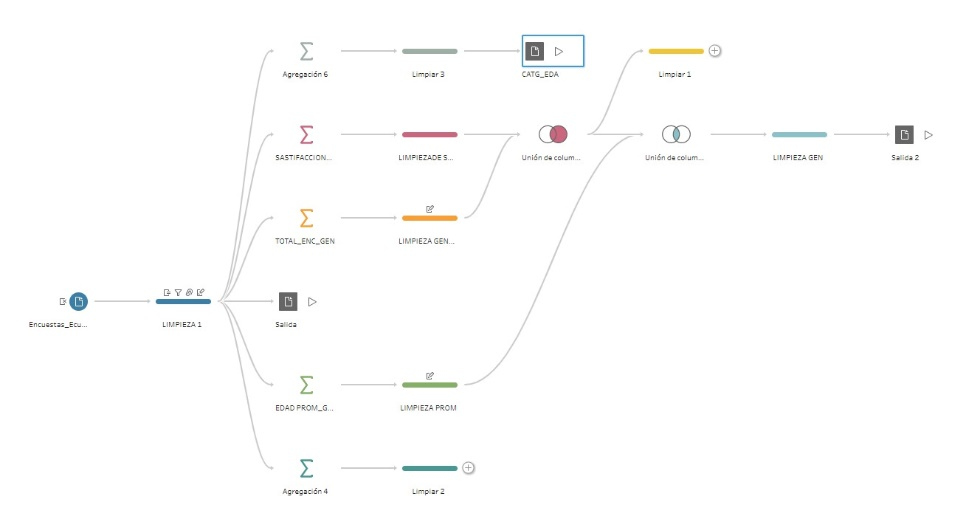 Agregación 6
Limpiar 3
CATG_EDA
Limpiar 1
SASTIFACCION...
LIMPIEZADE S...
Unión de colum...
Unión de colum...
LIMPIEZA GEN
Salida 2
TOTAL_ENC_GEN
LIMPIEZA GEN...
Encuestas_Ecu...
LIMPIEZA 1
Salida
EDAD PROM_G...
LIMPIEZA PROM
Agregación 4
Limpiar 2